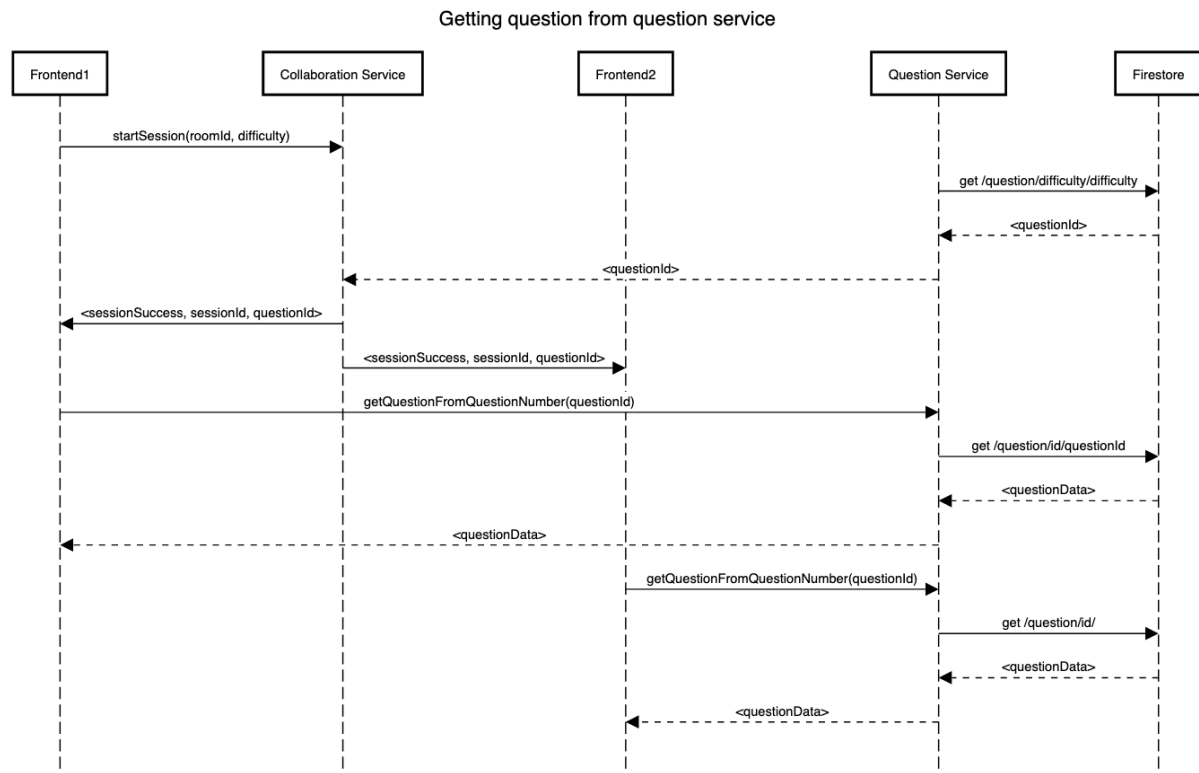 Getting question from question service
Frontend1
Collaboration Service
Frontend2
Question Service
Firestore
startSession(roomId, difficulty)
get /question/difficulty/difficulty
<questionId>
<questionId>
<sessionSuccess, sessionId, questionId>
<sessionSuccess, sessionId, questionId>
getQuestionFromQuestionNumber(questionId)
get /question/id/questionId
<questionData>
<questionData>
getQuestionFromQuestionNumber(questionId)
get /question/id/
<questionData>
<questionData>